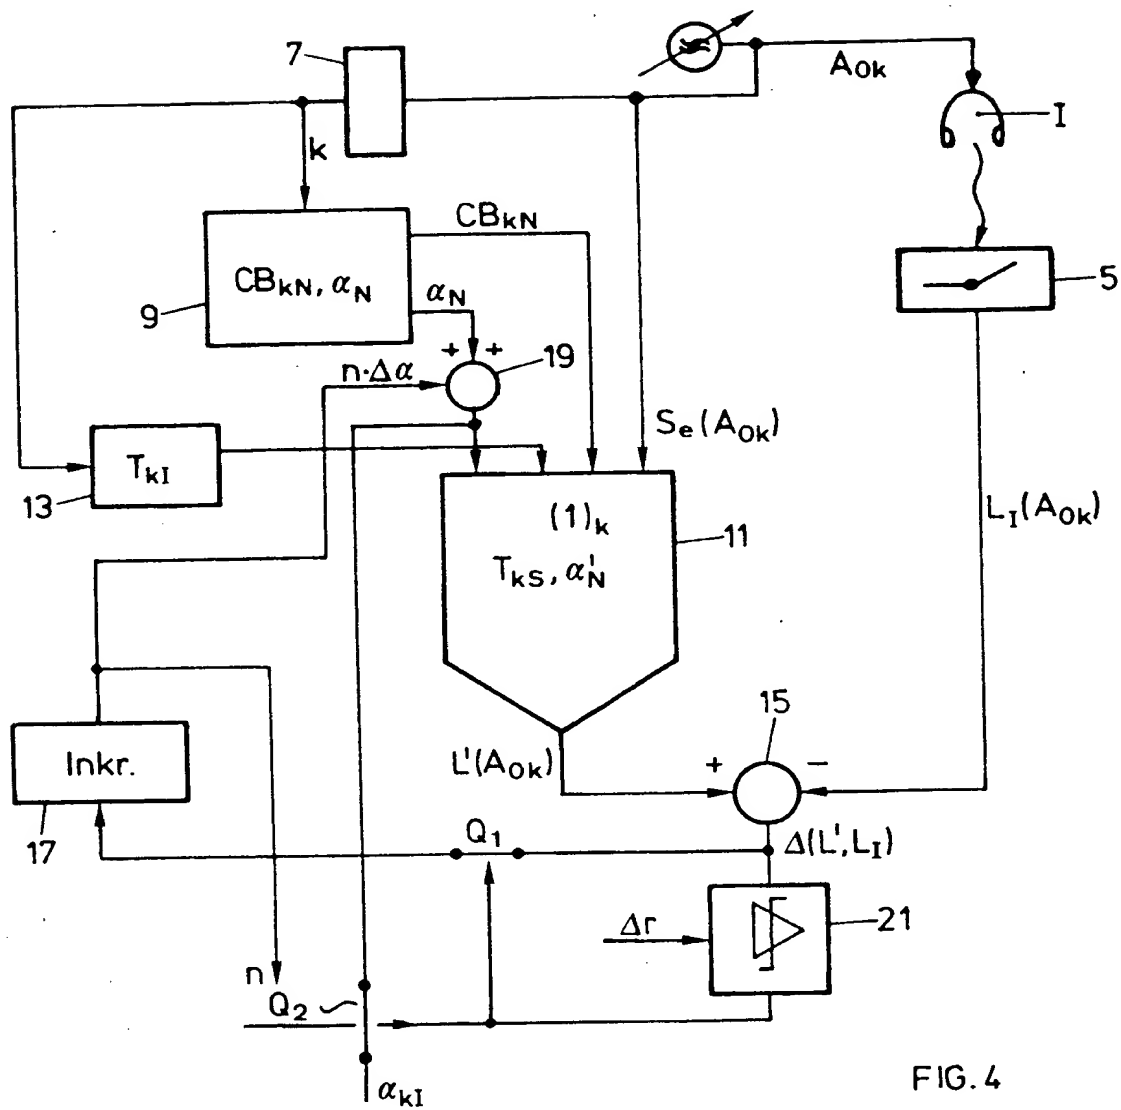 7
A₀ₖ
I
k
CBₖN
CBₖN, αN
αN
9
5
+ +
19
n·Δα
Sₑ(A₀ₖ)
TₖI
13
(1)ₖ
TₖS, α'N
11
LI(A₀ₖ)
15
Inkr.
L'(A₀ₖ)
+ −
17
Q₁
Δ(L', LI)
Δr
21
n
Q₂
αₖI
FIG. 4